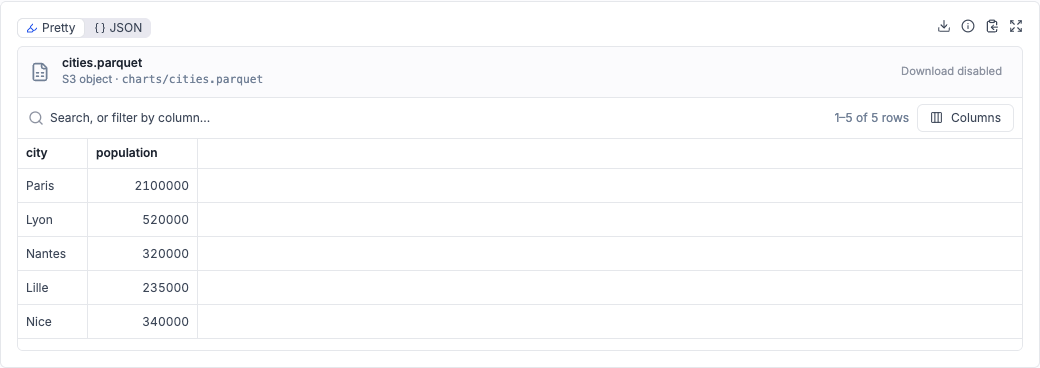 Pretty
{ } JSON
cities.parquet
S3 object · charts/cities.parquet
Download disabled
Search, or filter by column...
1–5 of 5 rows
Columns
city population
Paris 2100000
Lyon 520000
Nantes 320000
Lille 235000
Nice 340000